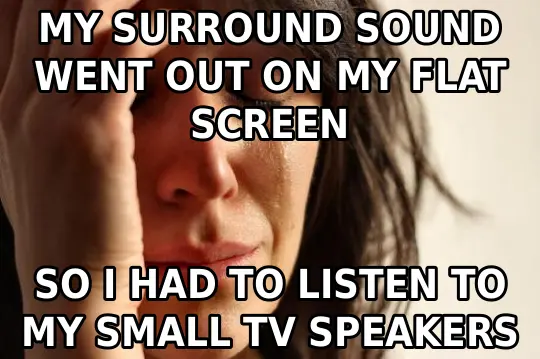 MY SURROUND SOUND
WENT OUT ON MY FLAT
SCREEN
SO I HAD TO LISTEN TO
MY SMALL TV SPEAKERS